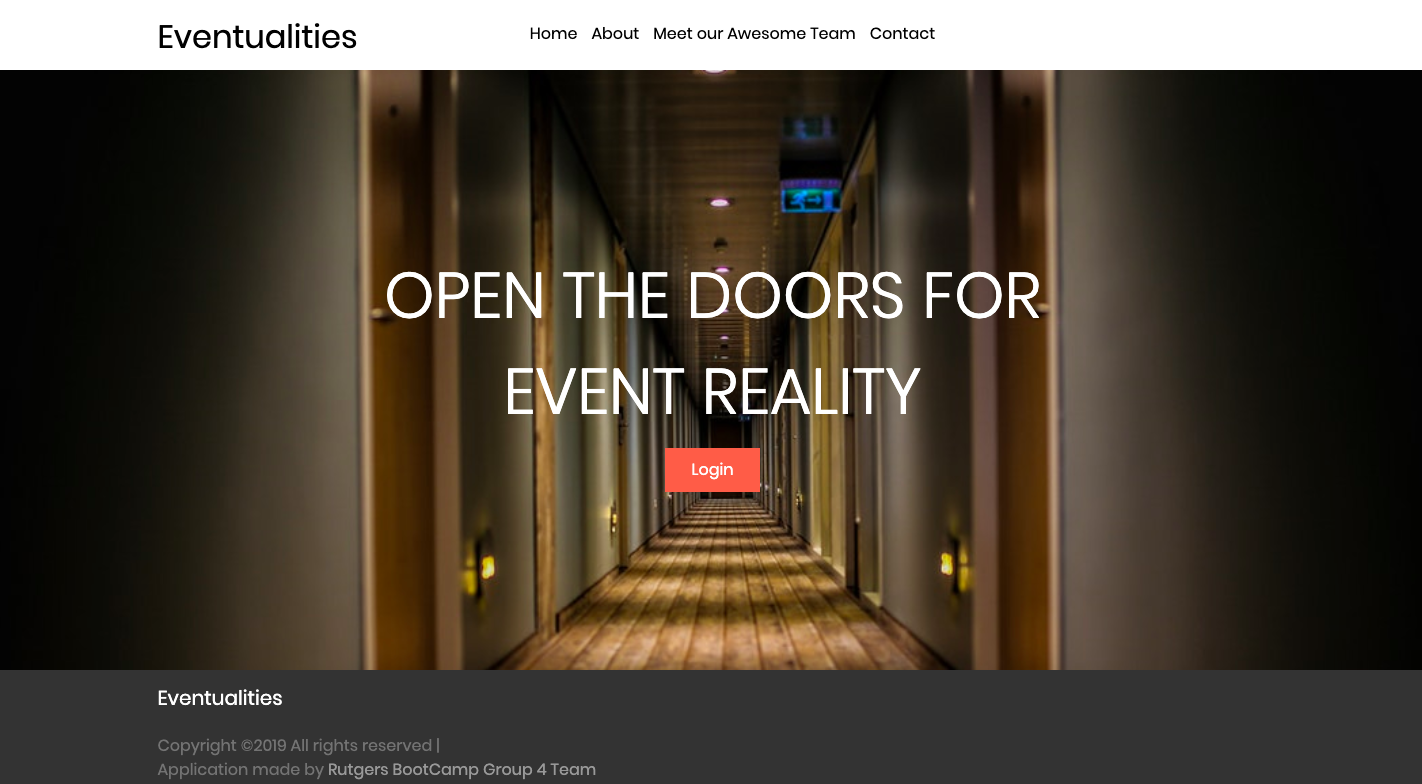 Eventualities
Home About Meet our Awesome Team Contact
OPEN THE DOORS FOR
EVENT REALITY
Login
Eventualities
Copyright ©2019 All rights reserved |
Application made by Rutgers BootCamp Group 4 Team